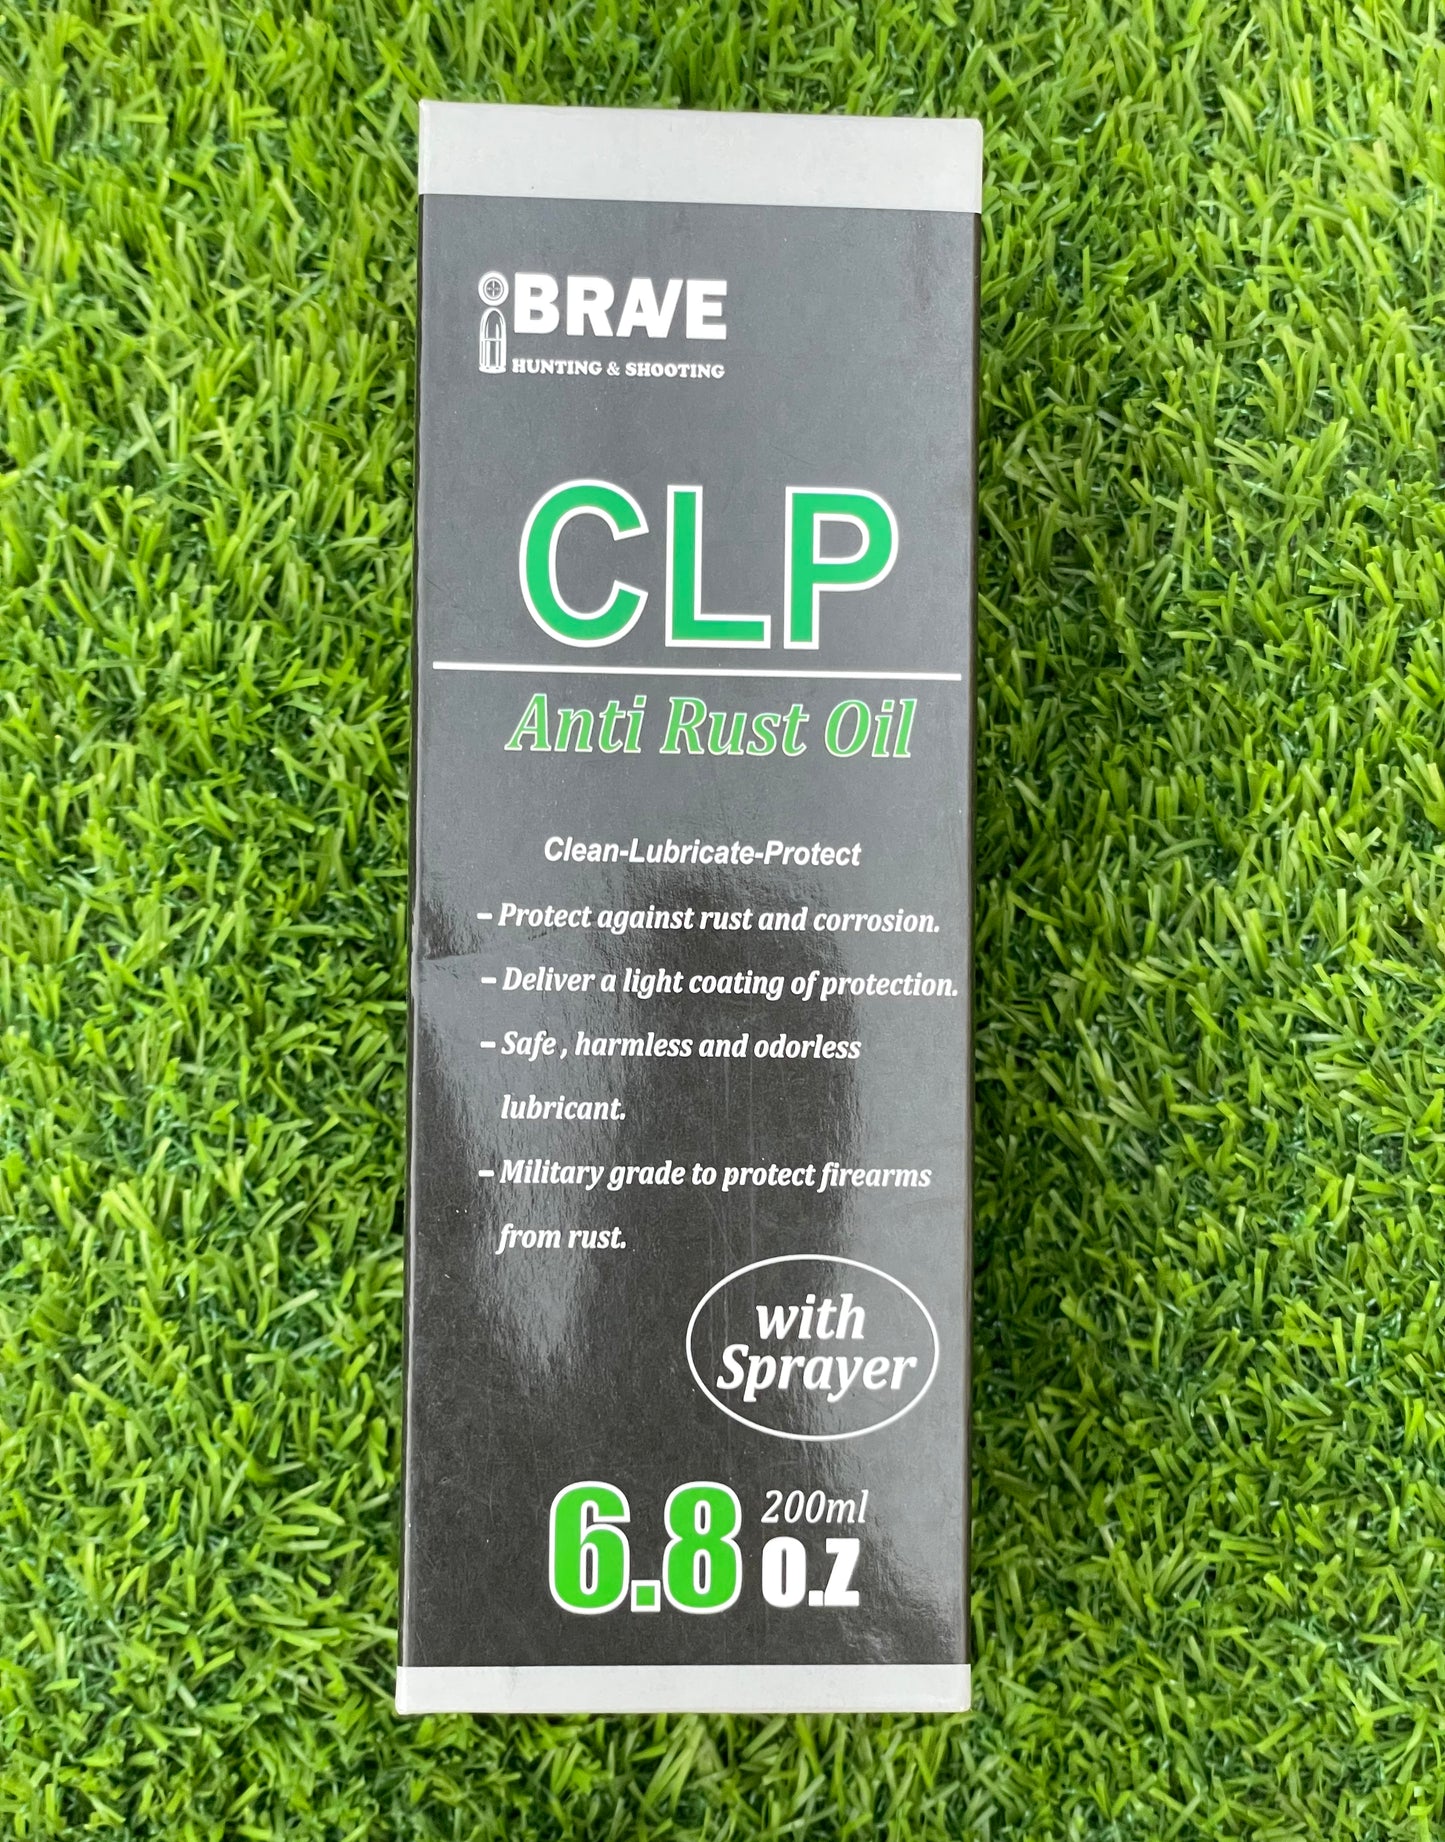 BRAVE
HUNTING & SHOOTING
CLP
Anti Rust Oil
Clean-Lubricate-Protect
- Protect against rust and corrosion.
- Deliver a light coating of protection.
- Safe , harmless and odorless
lubricant.
- Military grade to protect firearms
from rust.
with
Sprayer
6.8 200ml
O.Z